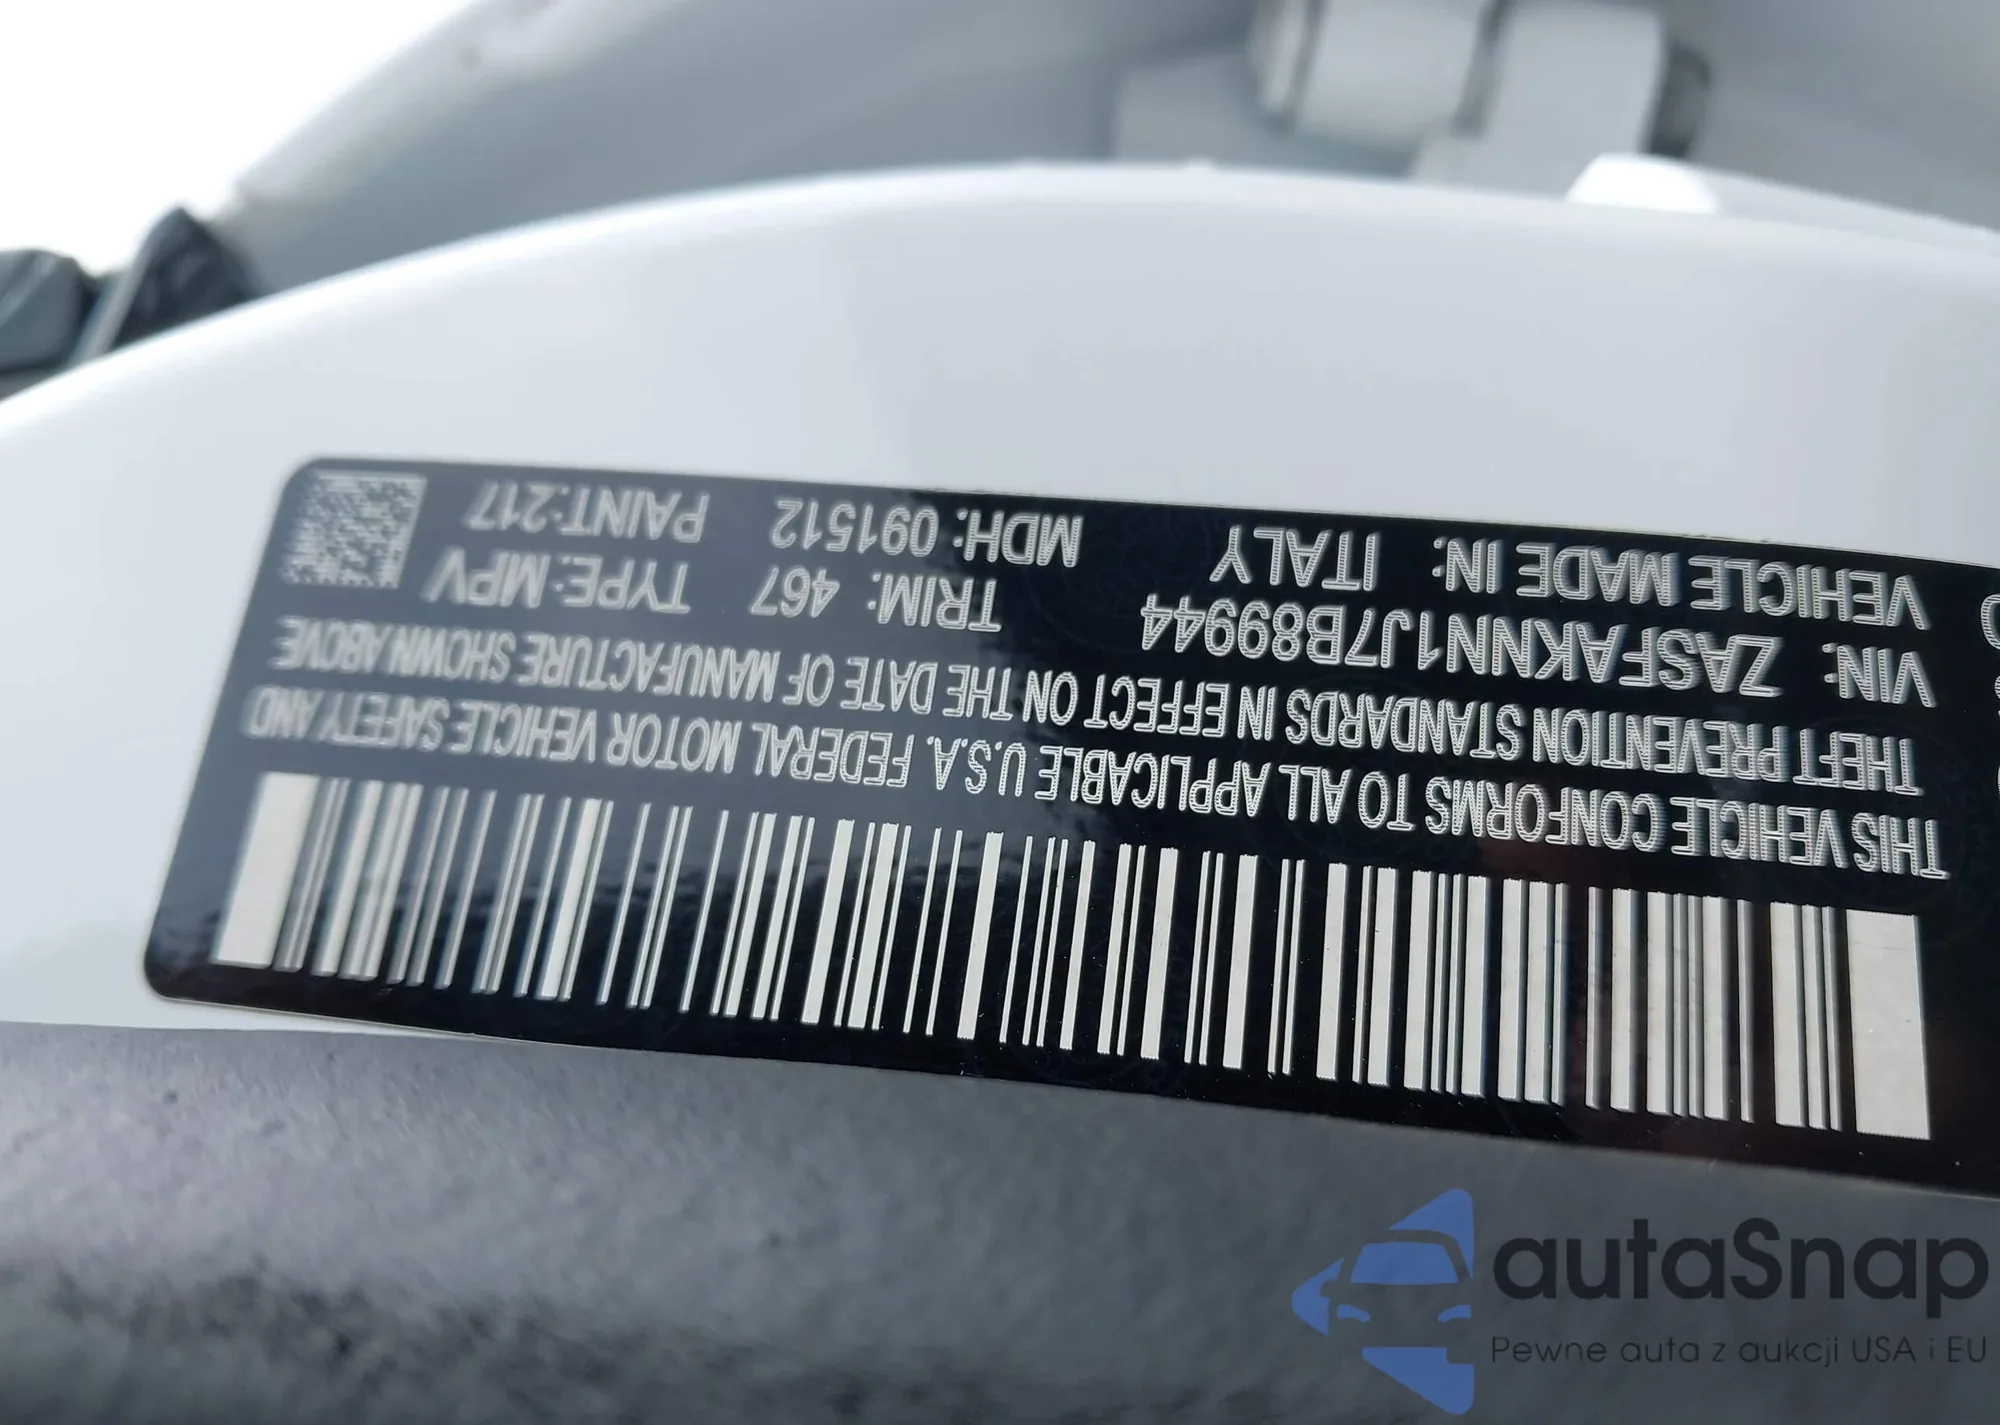 THIS VEHICLE CONFORMS TO ALL APPLICABLE U.S.A. FEDERAL MOTOR VEHICLE SAFETY AND
THEFT PREVENTION STANDARDS IN EFFECT ON THE DATE OF MANUFACTURE SHOWN ABOVE
VIN: ZASFAKNN1J7B89944 TRIM: 467 TYPE: MPV
VEHICLE MADE IN: ITALY MDH: 091512 PAINT:217
autaSnap
Pewne auta z aukcji USA i EU